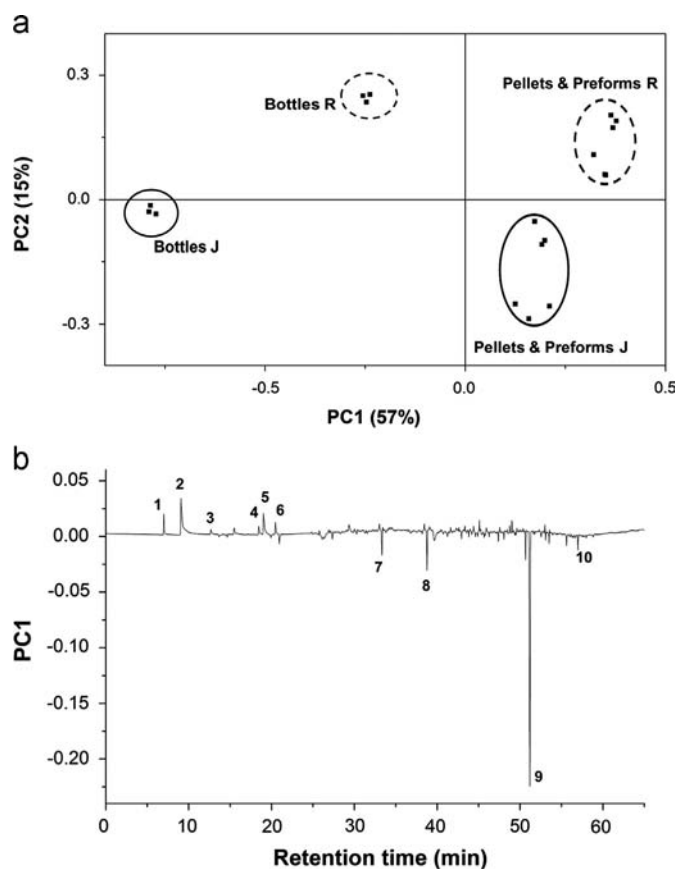 a
0.3
0.0
-0.3
PC2 (15%)
Bottles R
Pellets & Preforms R
Bottles J
Pellets & Preforms J
-0.5
0.0
0.5
PC1 (57%)
b
0.05
0.00
-0.05
-0.10
-0.15
-0.20
PC1
1
2
3
4
5
6
7
8
9
10
0
10
20
30
40
50
60
Retention time (min)